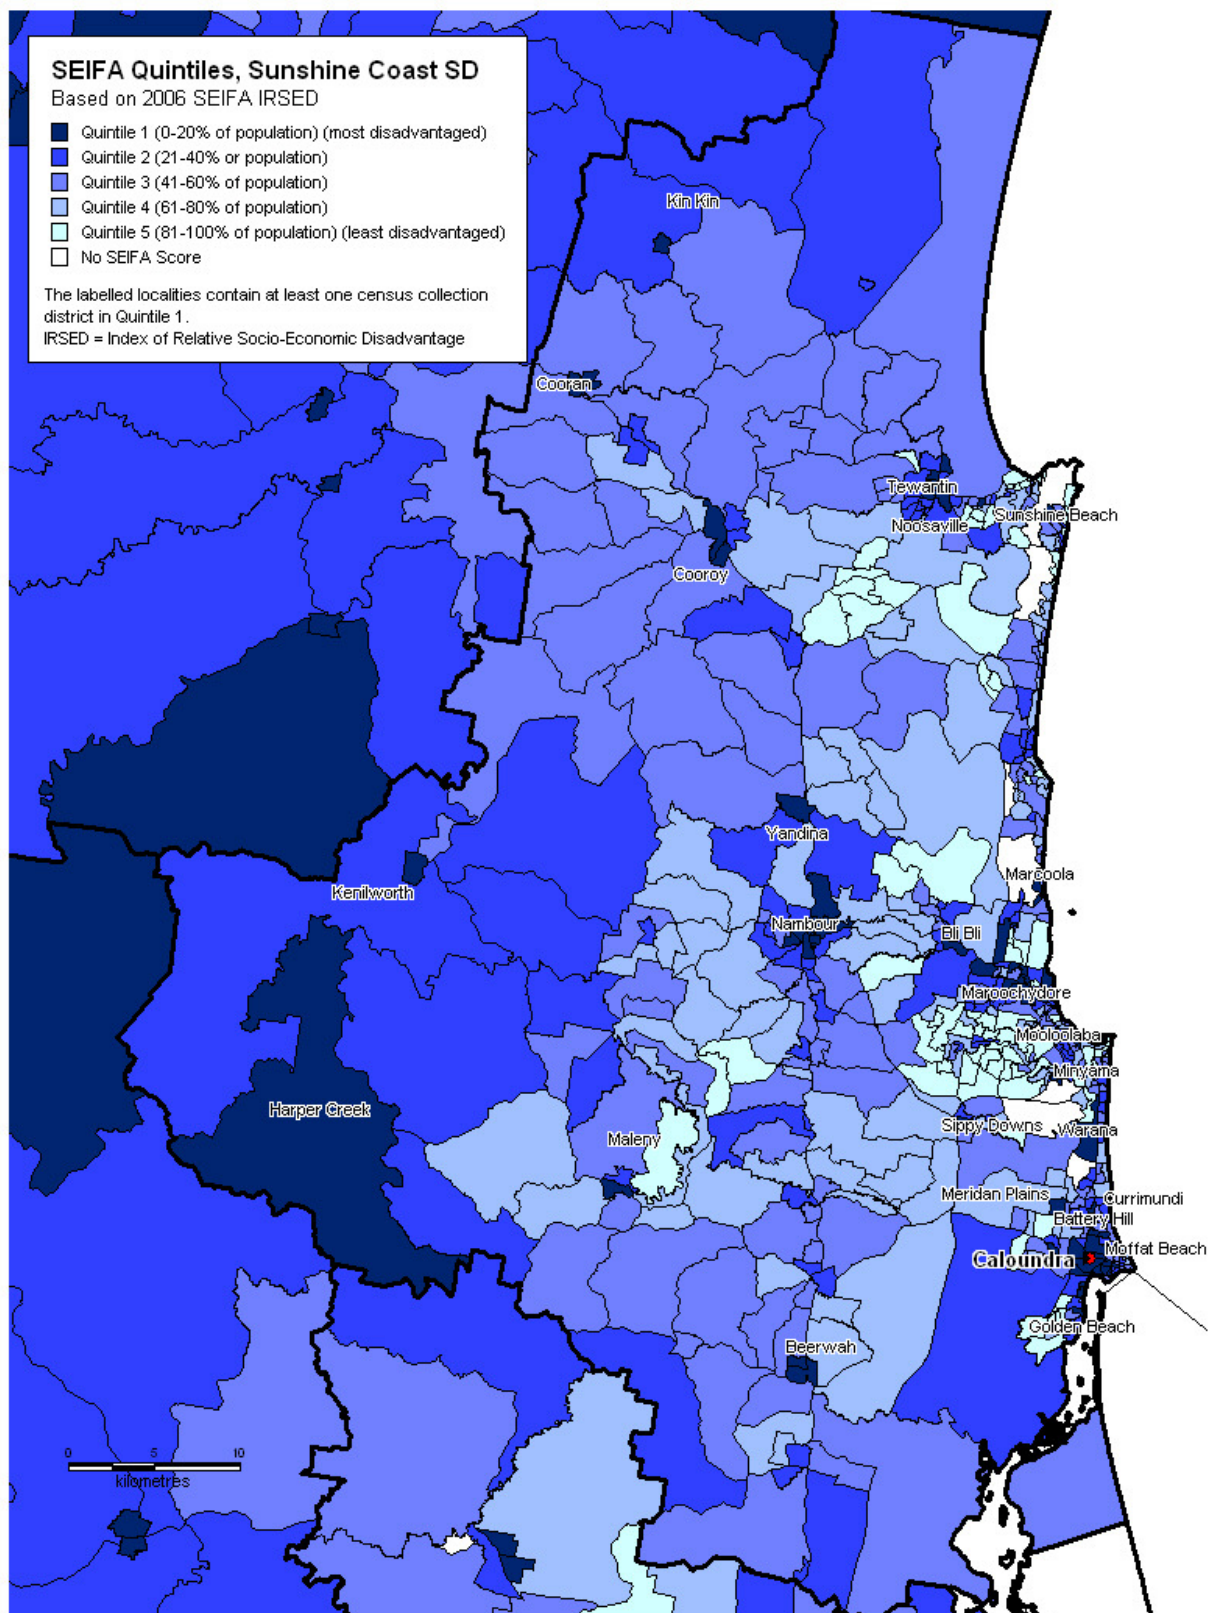 SEIFA Quintiles, Sunshine Coast SD
Based on 2006 SEIFA IRSED
Quintile 1 (0-20% of population) (most disadvantaged)
Quintile 2 (21-40% or population)
Quintile 3 (41-60% of population)
Quintile 4 (61-80% of population)
Quintile 5 (81-100% of population) (least disadvantaged)
No SEIFA Score
The labelled localities contain at least one census collection
district in Quintile 1.
IRSED = Index of Relative Socio-Economic Disadvantage
Kin Kin
Cooran
Tewantin
Sunshine Beach
Noosaville
Cooroy
Yandina
Marcoola
Kenilworth
Nambour
Bli Bli
Maroochydore
Mooloolaba
Minyama
Harper Creek
Sippy Downs
Warana
Maleny
Meridan Plains
Currimundi
Battery Hill
Moffat Beach
Caloundra
Golden Beach
Beerwah
0 5 10
kilometres